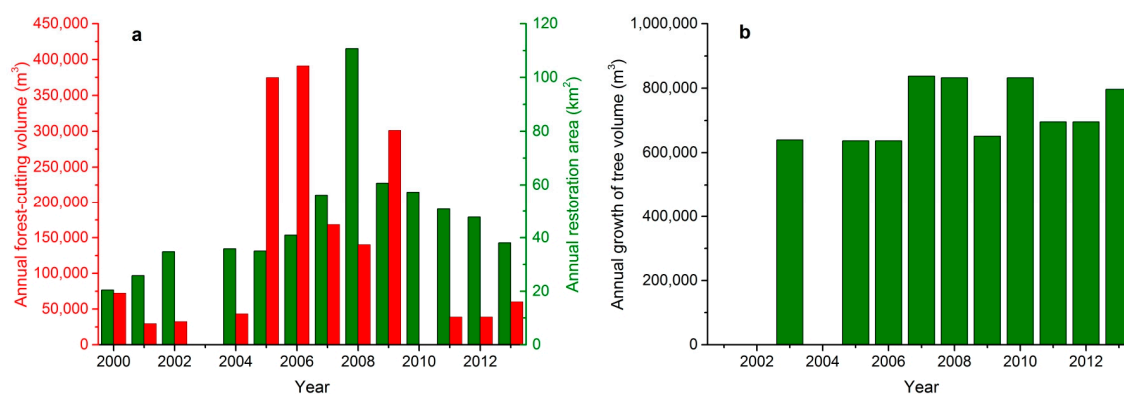 a
Annual forest-cutting volume (m³)
450,000
400,000
350,000
300,000
250,000
200,000
150,000
100,000
50,000
0
120
100
80
60
40
20
0
Annual restoration area (km²)
2000 2002 2004 2006 2008 2010 2012
Year
b
Annual growth of tree volume (m³)
1,000,000
800,000
600,000
400,000
200,000
0
2002 2004 2006 2008 2010 2012
Year